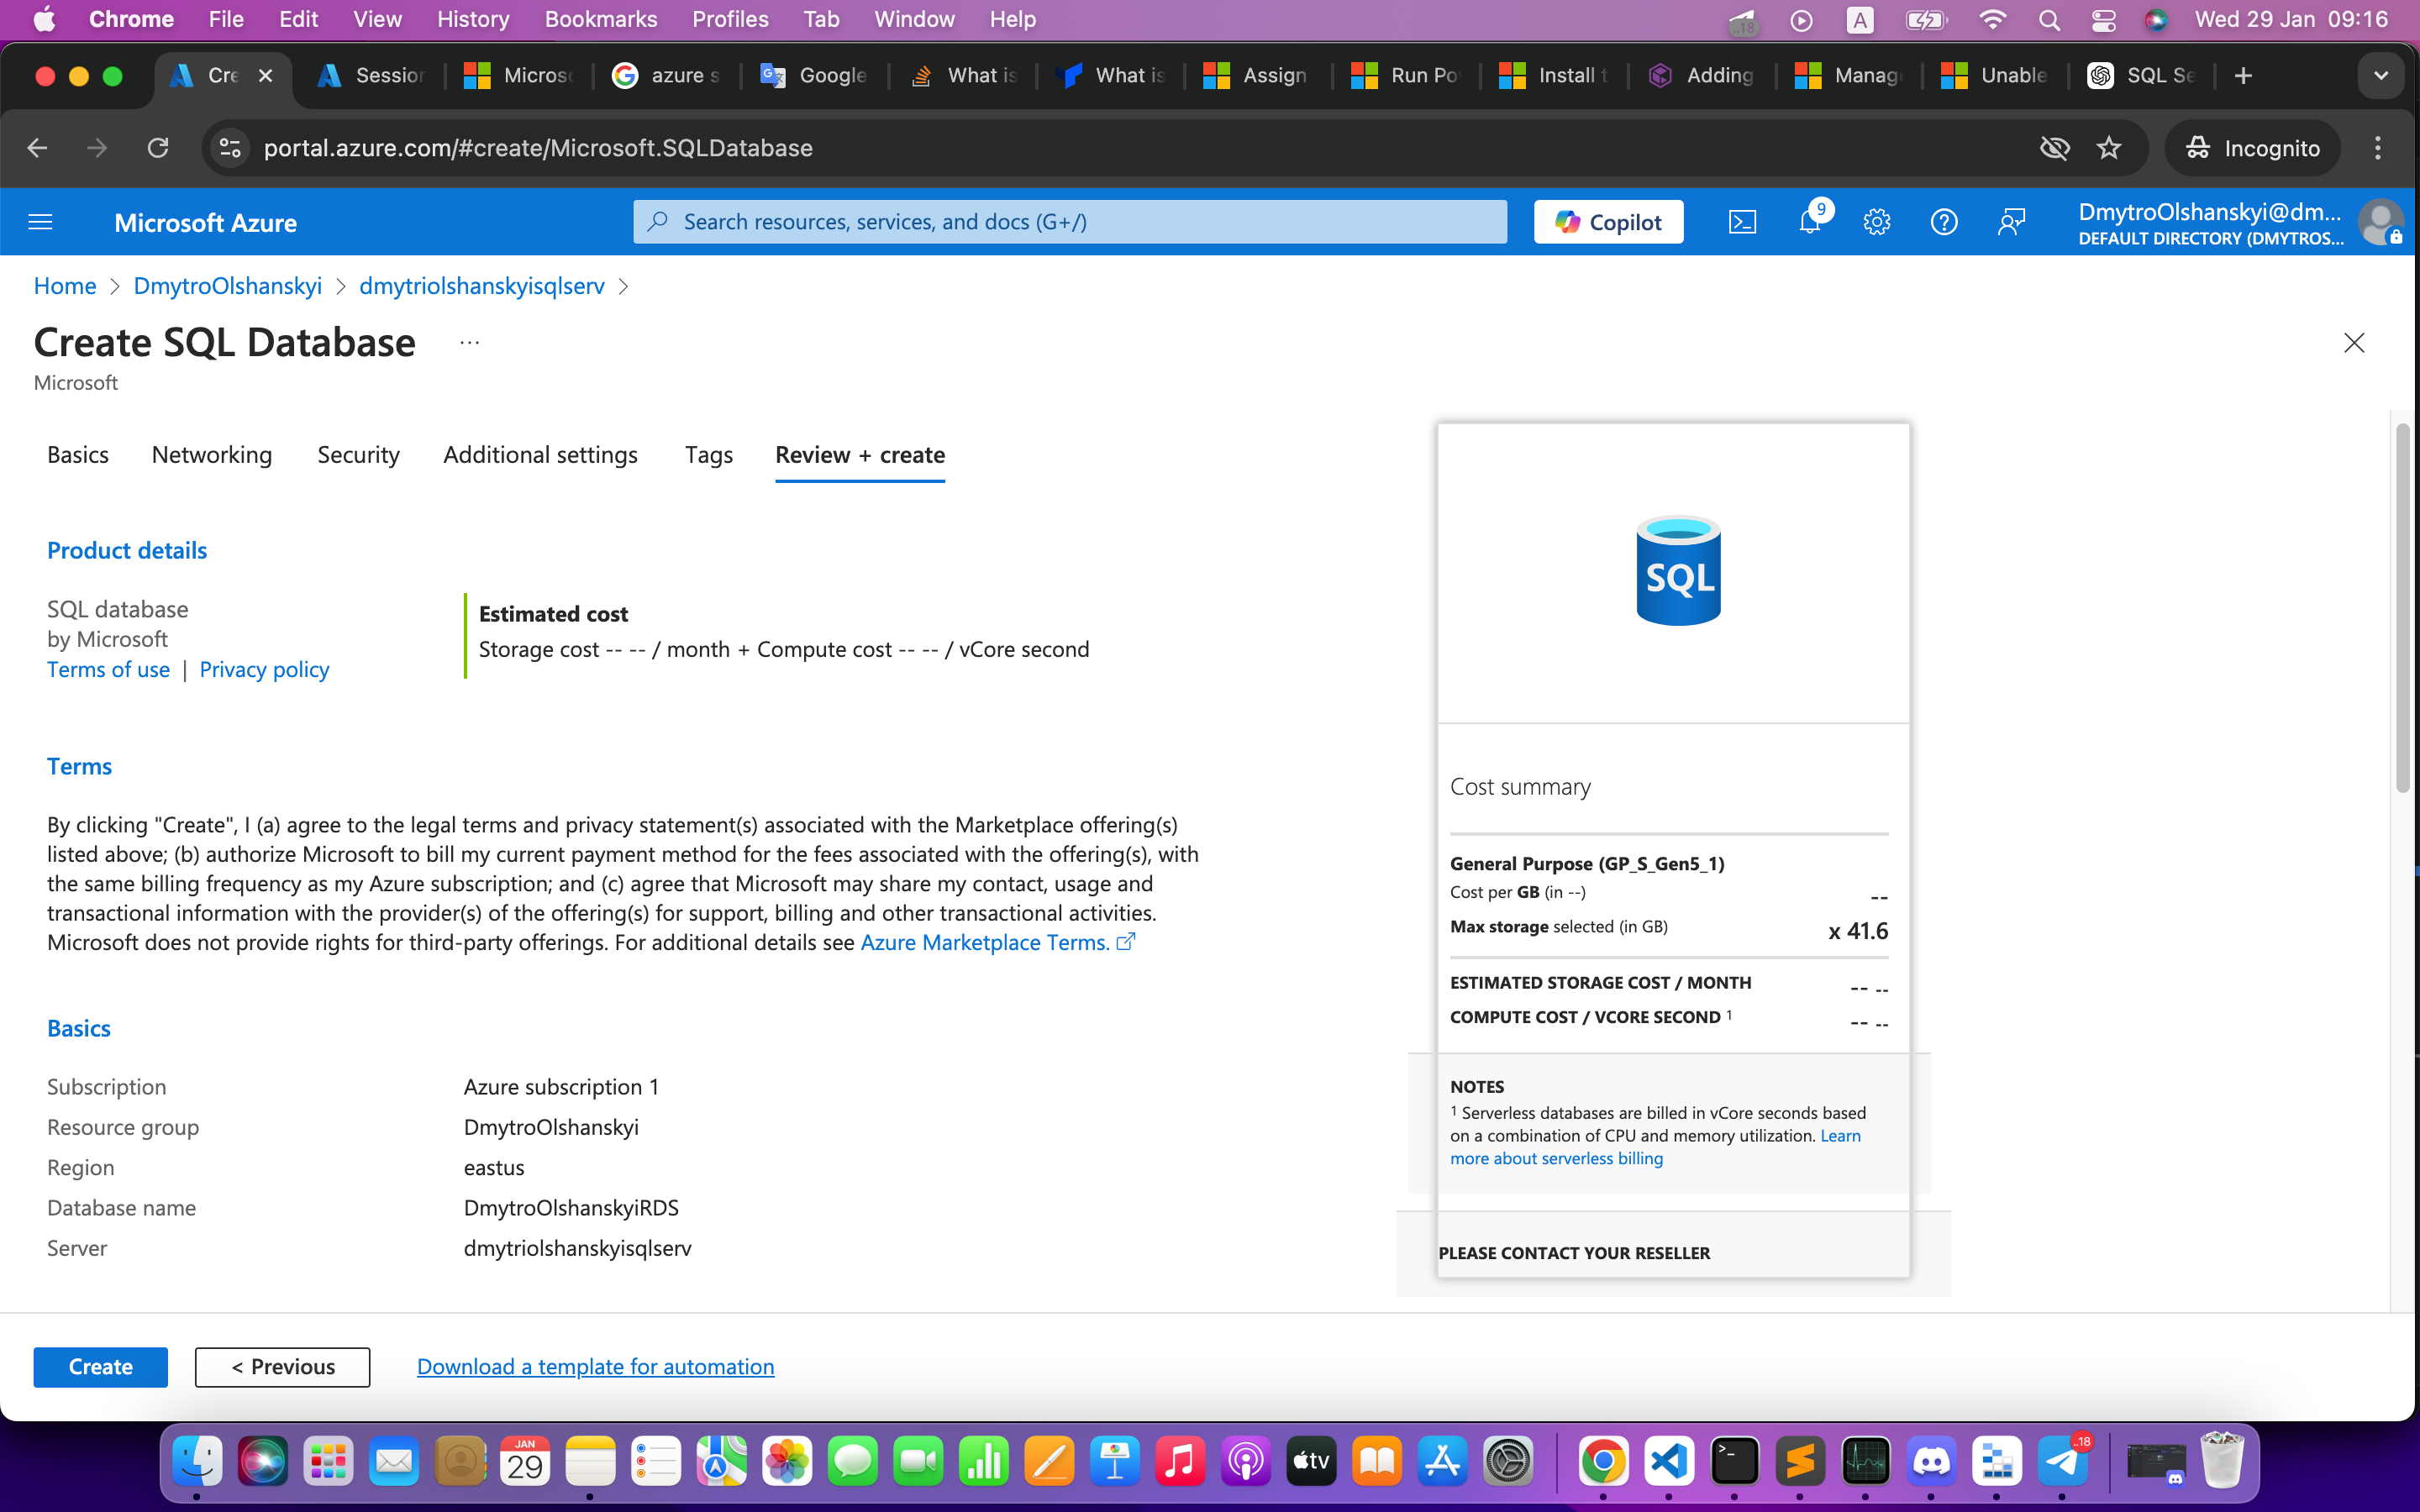 Chrome File Edit View History Bookmarks Profiles Tab Window Help
..18 A Wed 29 Jan 09:16
Cre Session Micros azure s Google What is What is Assign Run Po Install t Adding Manag Unable SQL Se
portal.azure.com/#create/Microsoft.SQLDatabase
Incognito
Microsoft Azure
Search resources, services, and docs (G+/)
Copilot
9
DmytroOlshanskyi@dm...
DEFAULT DIRECTORY (DMYTROS...
Home > DmytroOlshanskyi > dmytriolshanskyisqlserv >
Create SQL Database ...
Microsoft
Basics Networking Security Additional settings Tags Review + create
Product details
SQL database
by Microsoft
Terms of use | Privacy policy
Estimated cost
Storage cost -- -- / month + Compute cost -- -- / vCore second
Terms
By clicking "Create", I (a) agree to the legal terms and privacy statement(s) associated with the Marketplace offering(s)
listed above; (b) authorize Microsoft to bill my current payment method for the fees associated with the offering(s), with
the same billing frequency as my Azure subscription; and (c) agree that Microsoft may share my contact, usage and
transactional information with the provider(s) of the offering(s) for support, billing and other transactional activities.
Microsoft does not provide rights for third-party offerings. For additional details see Azure Marketplace Terms.
Basics
Subscription Azure subscription 1
Resource group DmytroOlshanskyi
Region eastus
Database name DmytroOlshanskyiRDS
Server dmytriolshanskyisqlserv
SQL
Cost summary
General Purpose (GP_S_Gen5_1)
Cost per GB (in --) --
Max storage selected (in GB) x 41.6
ESTIMATED STORAGE COST / MONTH -- --
COMPUTE COST / VCORE SECOND 1 -- --
NOTES
1 Serverless databases are billed in vCore seconds based
on a combination of CPU and memory utilization. Learn
more about serverless billing
PLEASE CONTACT YOUR RESELLER
Create < Previous Download a template for automation
JAN
29
tv
..18